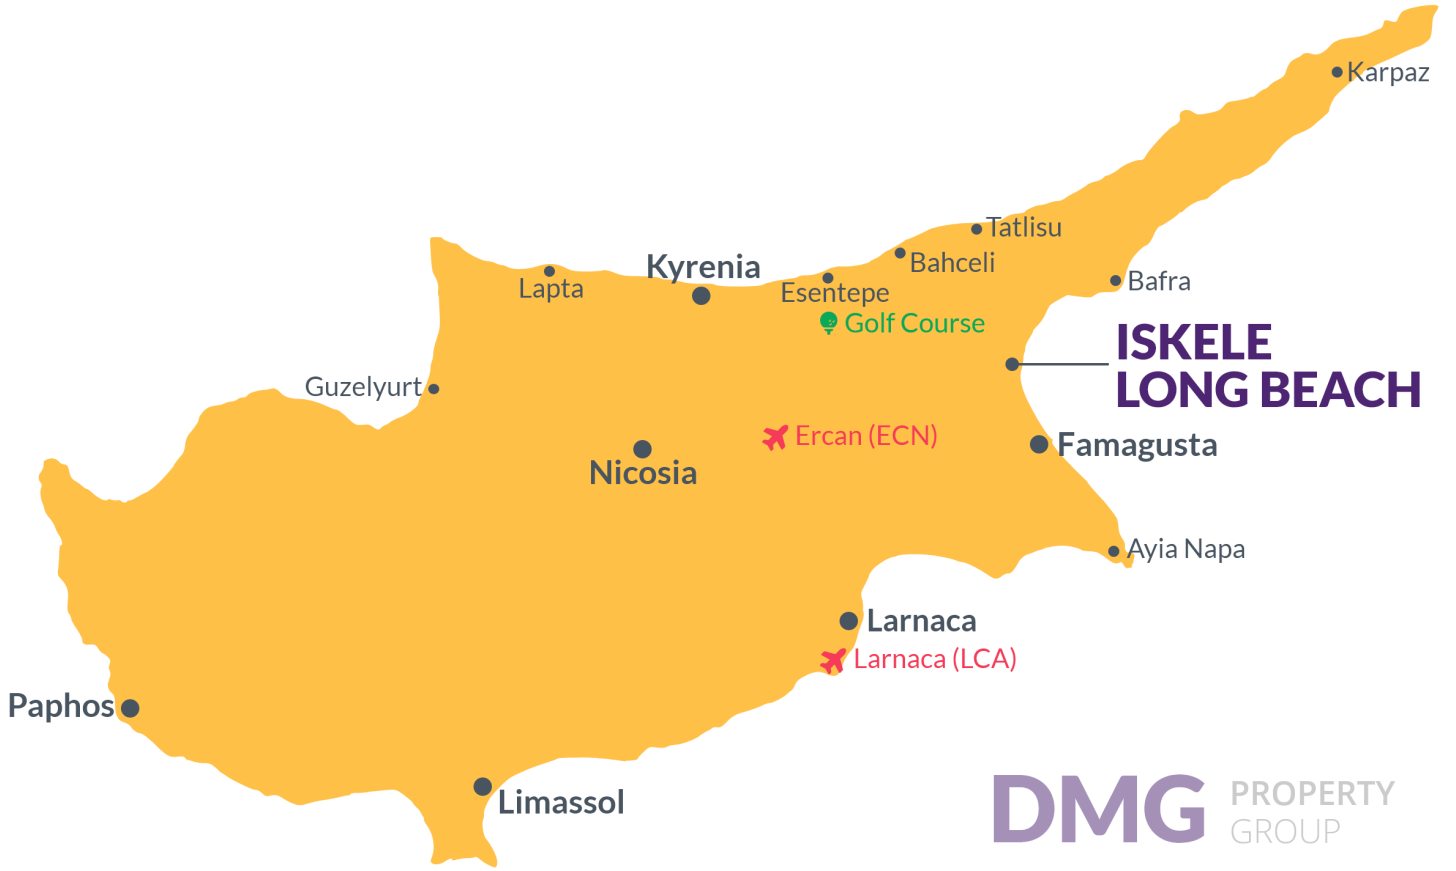 Karpaz
Tatlisu
Bahceli
Kyrenia
Lapta
Esentepe
Bafra
Golf Course
ISKELE
LONG BEACH
Guzelyurt
Ercan (ECN)
Famagusta
Nicosia
Ayia Napa
Larnaca
Larnaca (LCA)
Paphos
Limassol
DMG PROPERTY
GROUP